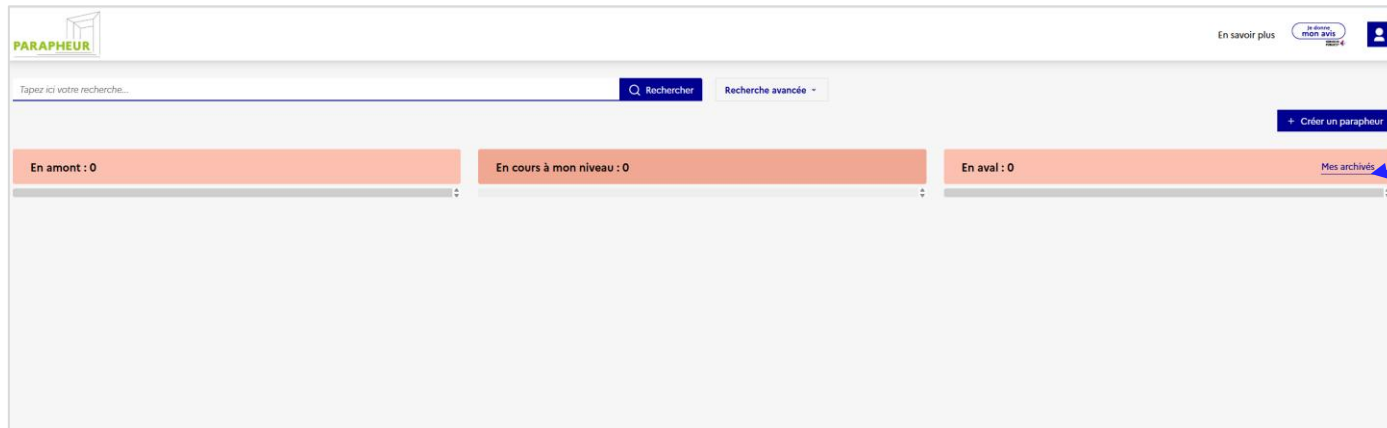 PARAPHEUR
En savoir plus
Je donne
mon avis
Tapez ici votre recherche...
Rechercher
Recherche avancée
+ Créer un parapheur
En amont : 0
En cours à mon niveau : 0
En aval : 0
Mes archivés